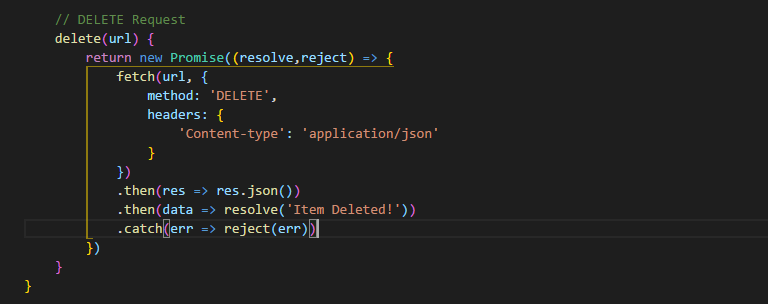 // DELETE Request
delete(url) {
return new Promise((resolve,reject) => {
fetch(url, {
method: 'DELETE',
headers: {
'Content-type': 'application/json'
}
})
.then(res => res.json())
.then(data => resolve('Item Deleted!'))
.catch(err => reject(err))
})
}
}